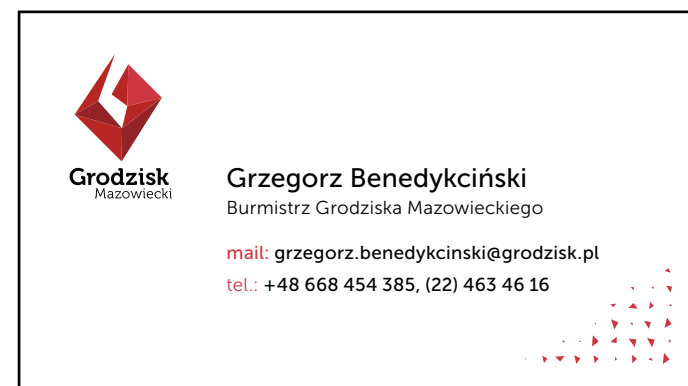 Grodzisk
Mazowiecki
Grzegorz Benedykciński
Burmistrz Grodziska Mazowieckiego
mail: grzegorz.benedykcinski@grodzisk.pl
tel.: +48 668 454 385, (22) 463 46 16